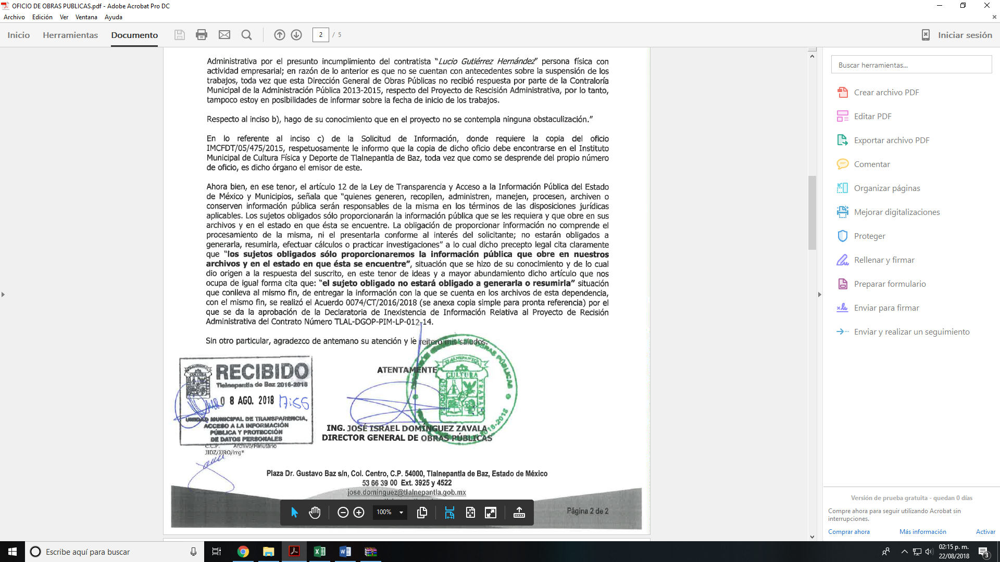 OFICIO DE OBRAS PUBLICAS.pdf - Adobe Acrobat Pro DC
Archivo Edición Ver Ventana Ayuda
Inicio Herramientas Documento 2 / 5 Iniciar sesión
Administrativa por el presunto incumplimiento del contratista "Lucio Gutiérrez Hernández" persona física con
actividad empresarial; en razón de lo anterior es que no se cuentan con antecedentes sobre la suspensión de los
trabajos, toda vez que esta Dirección General de Obras Públicas no recibió respuesta por parte de la Contraloría
Municipal de la Administración Pública 2013-2015, respecto del Proyecto de Rescisión Administrativa, por lo tanto,
tampoco estoy en posibilidades de informar sobre la fecha de inicio de los trabajos.
Respecto al inciso b), hago de su conocimiento que en el proyecto no se contempla ninguna obstaculización."
En lo referente al inciso c) de la Solicitud de Información, donde requiere la copia del oficio
IMCFDT/05/475/2015, respetuosamente le informo que la copia de dicho oficio debe encontrarse en el Instituto
Municipal de Cultura Física y Deporte de Tlalnepantla de Baz, toda vez que como se desprende del propio número
de oficio, es dicho órgano el emisor de este.
Ahora bien, en ese tenor, el artículo 12 de la Ley de Transparencia y Acceso a la Información Pública del Estado
de México y Municipios, señala que "quienes generen, recopilen, administren, manejen, procesen, archiven o
conserven información pública serán responsables de la misma en los términos de las disposiciones jurídicas
aplicables. Los sujetos obligados sólo proporcionarán la información pública que se les requiera y que obre en sus
archivos y en el estado en que ésta se encuentre. La obligación de proporcionar información no comprende el
procesamiento de la misma, ni el presentarla conforme al interés del solicitante; no estarán obligados a
generarla, resumirla, efectuar cálculos o practicar investigaciones" a lo cual dicho precepto legal cita claramente
que "los sujetos obligados sólo proporcionaremos la información pública que obre en nuestros
archivos y en el estado en que ésta se encuentre", situación que se hizo de su conocimiento y de lo cual
dio origen a la respuesta del suscrito, en este tenor de ideas y a mayor abundamiento dicho artículo que nos
ocupa de igual forma cita que: "el sujeto obligado no estará obligado a generarla o resumirla" situación
que conlleva al mismo fin, de entregar la información con la que se cuenta en los archivos de esta dependencia,
con el mismo fin, se realizó el Acuerdo 0074/CT/2016/2018 (se anexa copia simple para pronta referencia) por el
que se da la aprobación de la Declaratoria de Inexistencia de Información Relativa al Proyecto de Recisión
Administrativa del Contrato Número TLAL-DGOP-PIM-LP-012-14.
Sin otro particular, agradezco de antemano su atención y le reitero mis saludos.
RECIBIDO
Tlalnepantla de Baz 2016-2018
0 8 AGO. 2018 17:55
UNIDAD MUNICIPAL DE TRANSPARENCIA,
ACCESO A LA INFORMACIÓN
PÚBLICA Y PROTECCIÓN
DE DATOS PERSONALES
C.C.P. Archivo/Minutario
JIDZ/JJRO/lrrg*
ATENTAMENTE
TLALNEPANTLA
CULTURA
PROGRESO
TRABAJO
OBRAS PÚBLICAS
2016-2018
ING. JOSÉ ISRAEL DOMÍNGUEZ ZAVALA
DIRECTOR GENERAL DE OBRAS PÚBLICAS
Plaza Dr. Gustavo Baz s/n, Col. Centro, C.P. 54000, Tlalnepantla de Baz, Estado de México
53 66 39 00 Ext. 3925 y 4522
jose.dominguez@tlalnepantla.gob.mx
Página 2 de 2
100%
Buscar herramientas...
Crear archivo PDF
Editar PDF
Exportar archivo PDF
Comentar
Organizar páginas
Mejorar digitalizaciones
Proteger
Rellenar y firmar
Preparar formulario
Enviar para firmar
Enviar y realizar un seguimiento
Versión de prueba gratuita - quedan 0 días
Compre ahora para seguir utilizando Acrobat sin
interrupciones.
Comprar ahora Más información Activar
Escribe aquí para buscar
02:15 p. m.
22/08/2018
3